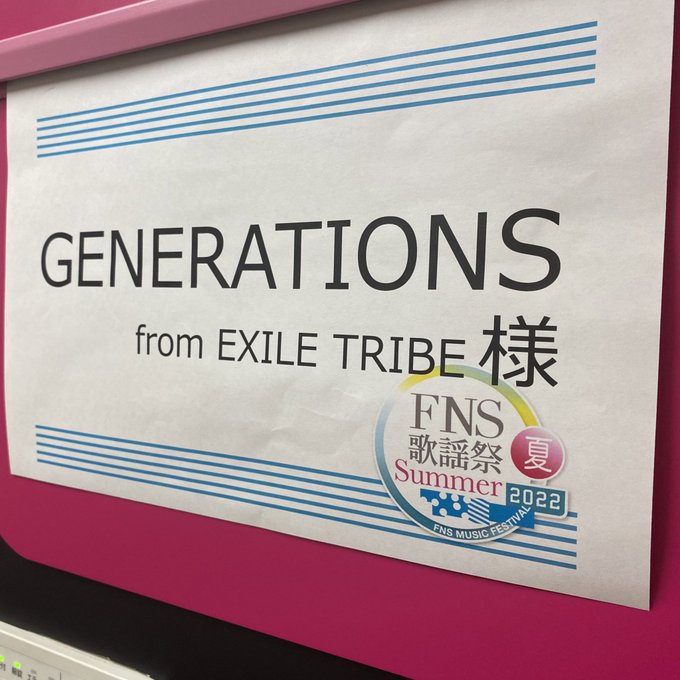 GENERATIONS
from EXILE TRIBE 様
FNS
歌謡祭
夏
Summer
2022
FNS MUSIC FESTIVAL